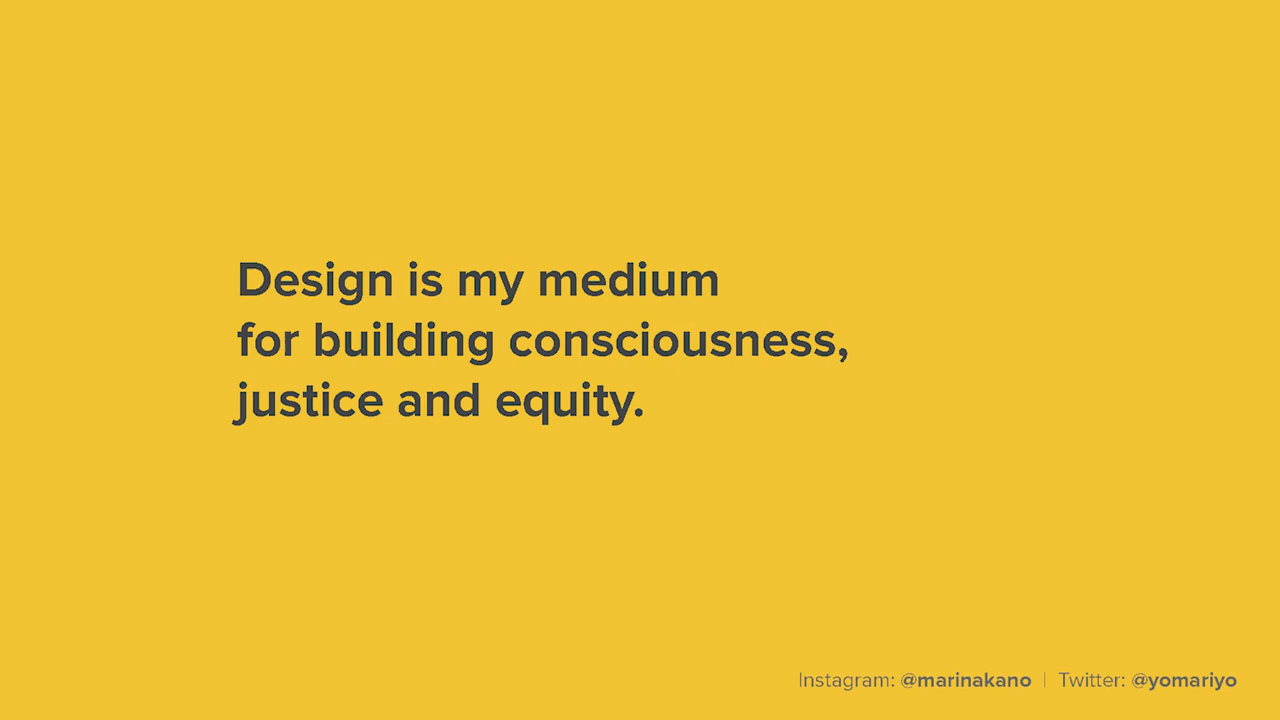 Design is my medium
for building consciousness,
justice and equity.
Instagram: @marinakano | Twitter: @yomariyo